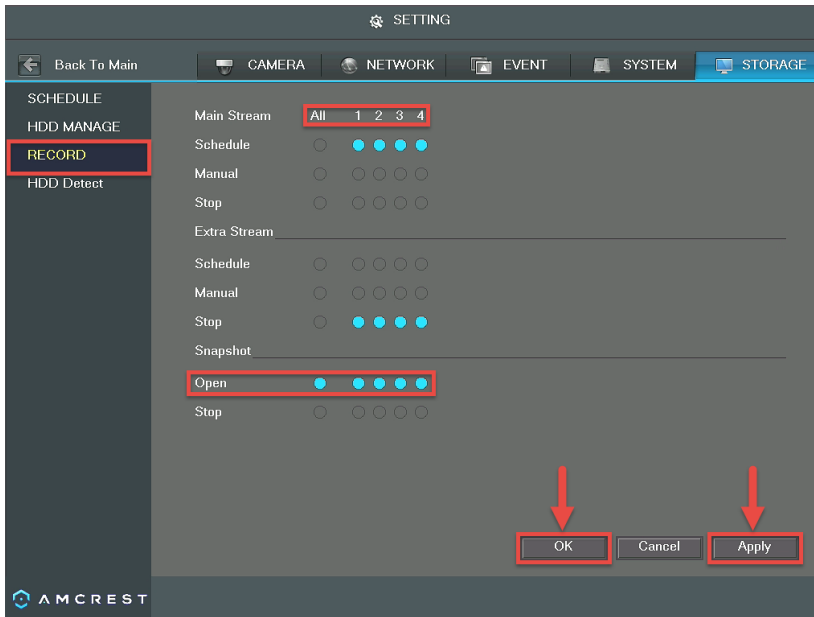 SETTING
Back To Main CAMERA NETWORK EVENT SYSTEM STORAGE
SCHEDULE
HDD MANAGE
RECORD
HDD Detect
Main Stream All 1 2 3 4
Schedule
Manual
Stop
Extra Stream
Schedule
Manual
Stop
Snapshot
Open
Stop
OK Cancel Apply
AMCREST